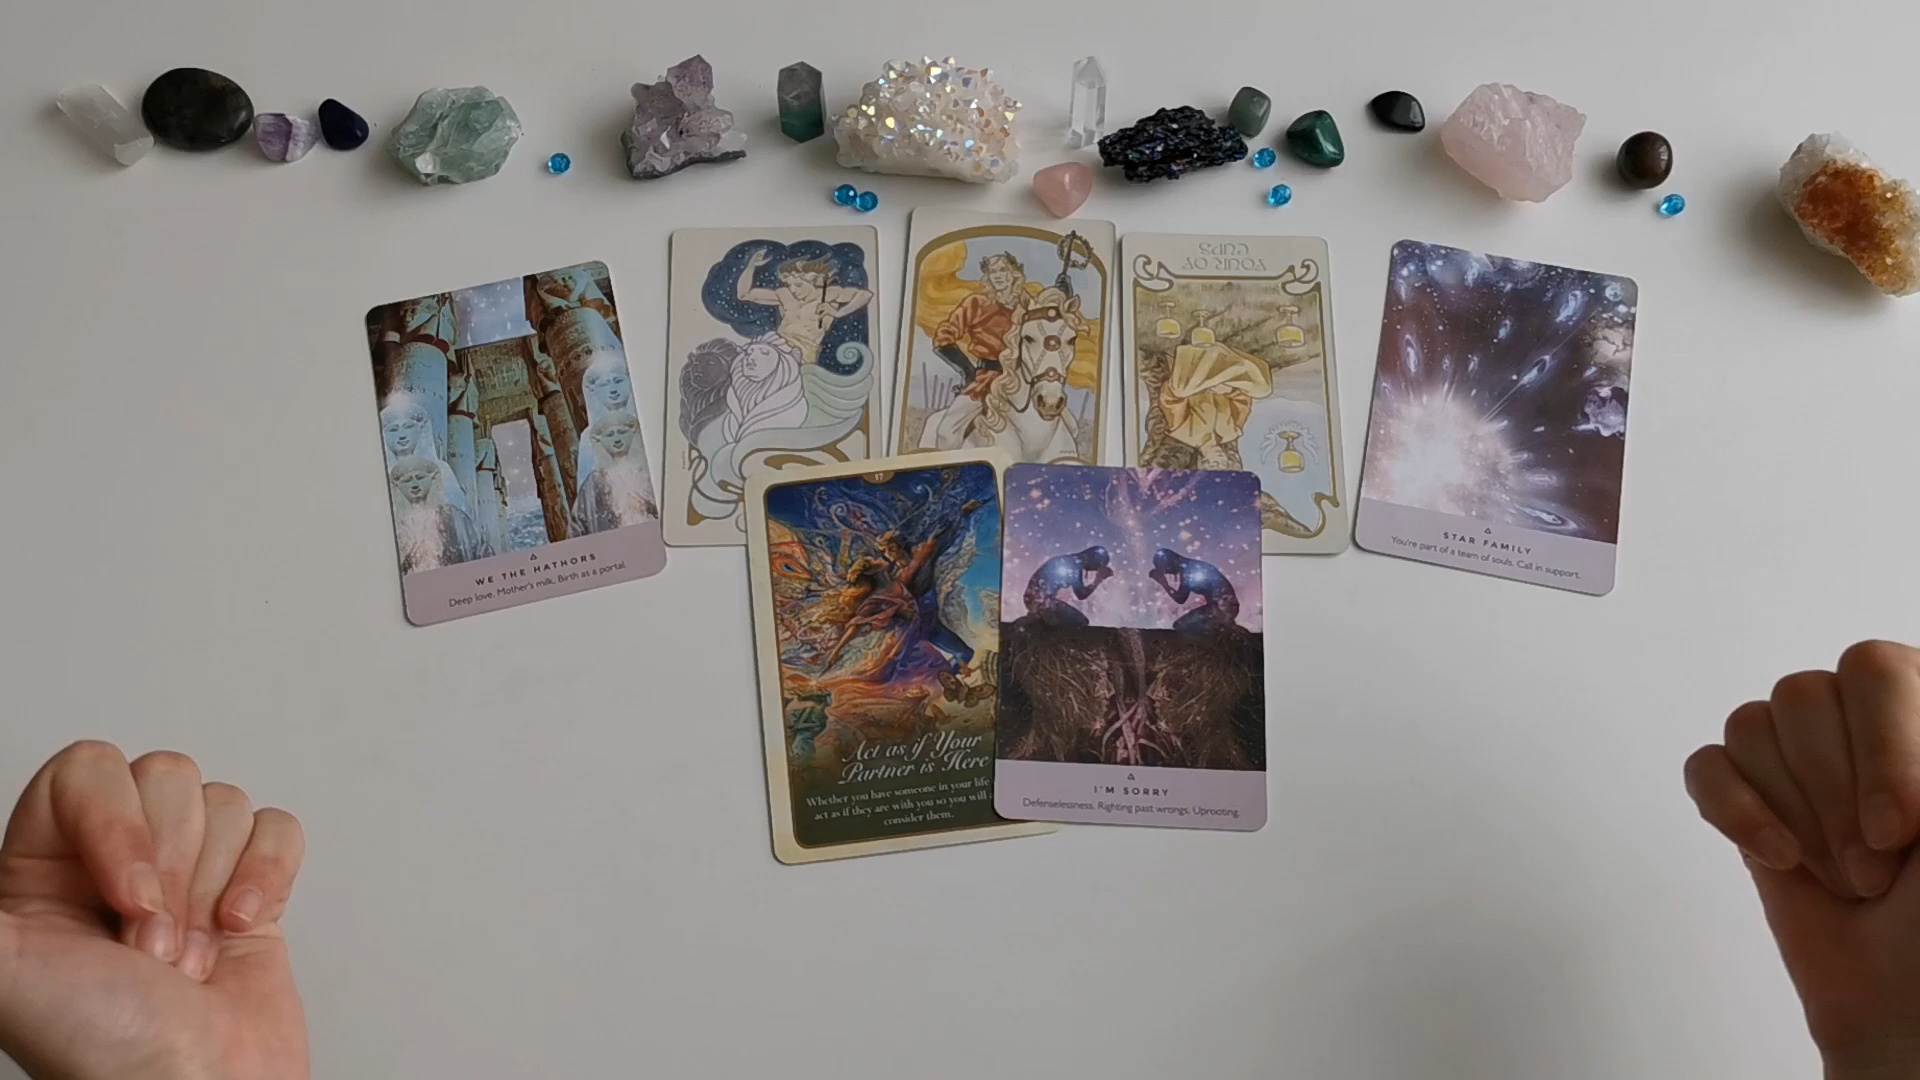 FOUR OF
CUPS
WE THE HATHORS
Deep love. Mother's milk. Birth as a portal.
STAR FAMILY
You're part of a team of souls. Call in support.
17
Act as if Your
Partner is Here
Whether you have someone in your life
act as if they are with you so you will
consider them.
I'M SORRY
Defenselessness. Righting past wrongs. Uprooting.